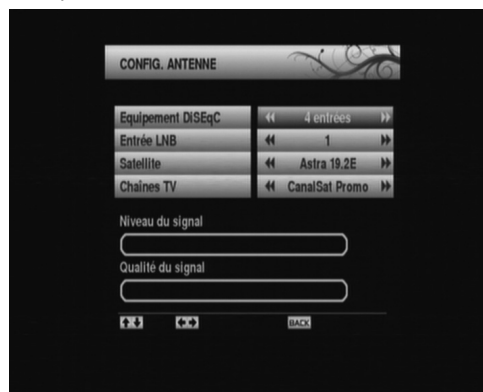 CONFIG. ANTENNE
Equipement DiSEqC 4 entrées
Entrée LNB 1
Satellite Astra 19.2E
Chaînes TV CanalSat Promo
Niveau du signal
Qualité du signal
BACK